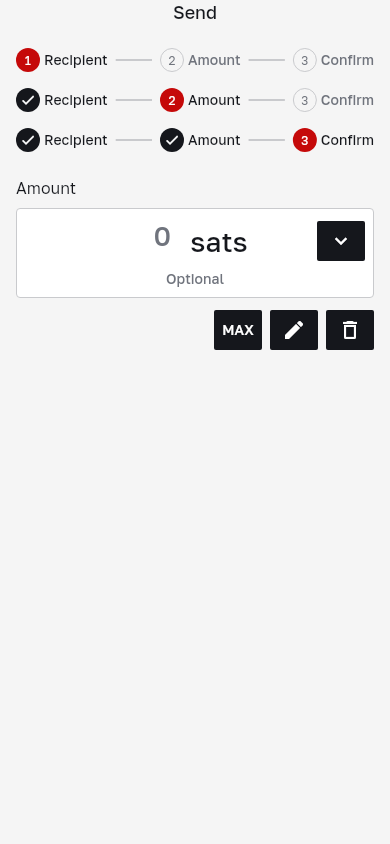 Send
1 Recipient 2 Amount 3 Confirm
Recipient 2 Amount 3 Confirm
Recipient Amount 3 Confirm
Amount
0 sats
Optional
MAX